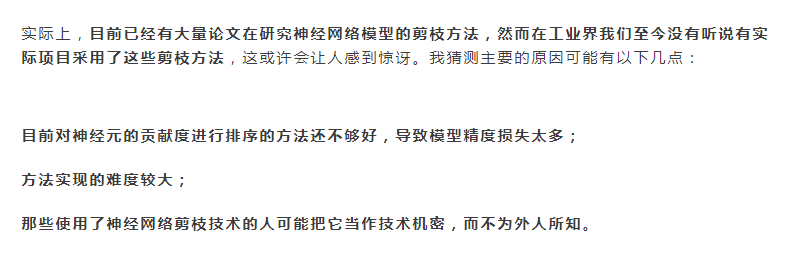 实际上，目前已经有大量论文在研究神经网络模型的剪枝方法，然而在工业界我们至今没有听说有实
际项目采用了这些剪枝方法，这或许会让人感到惊讶。我猜测主要的原因可能有以下几点：
目前对神经元的贡献度进行排序的方法还不够好，导致模型精度损失太多；
方法实现的难度较大；
那些使用了神经网络剪枝技术的人可能把它当作技术机密，而不为外人所知。